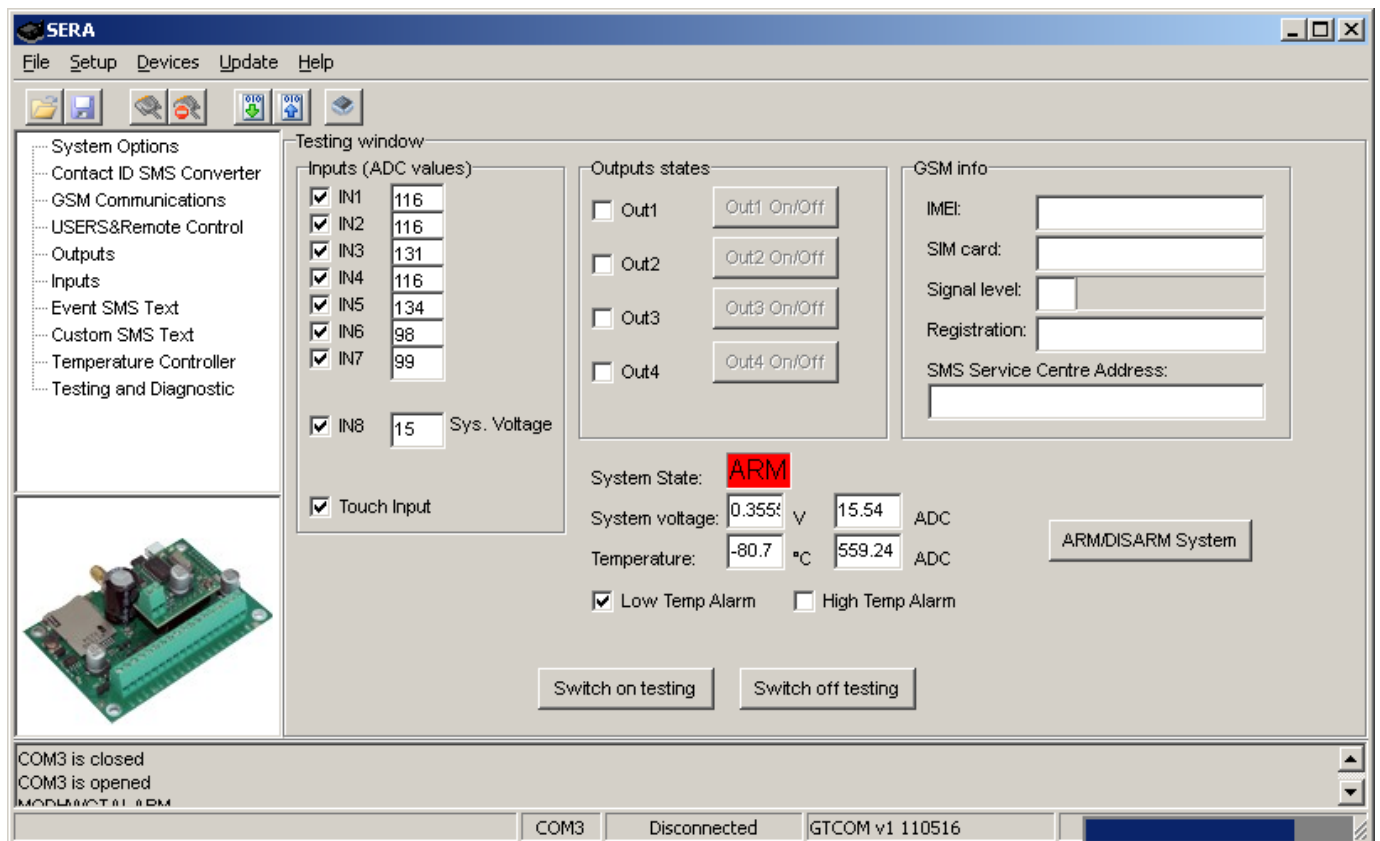 SERA
File Setup Devices Update Help
System Options
Contact ID SMS Converter
GSM Communications
USERS&Remote Control
Outputs
Inputs
Event SMS Text
Custom SMS Text
Temperature Controller
Testing and Diagnostic
Testing window
Inputs (ADC values)
IN1 116
IN2 116
IN3 131
IN4 116
IN5 134
IN6 98
IN7 99
IN8 15 Sys. Voltage
Touch Input
Outputs states
Out1 Out1 On/Off
Out2 Out2 On/Off
Out3 Out3 On/Off
Out4 Out4 On/Off
GSM info
IMEI:
SIM card:
Signal level:
Registration:
SMS Service Centre Address:
System State: ARM
System voltage: 0.355 V 15.54 ADC
Temperature: -80.7 °C 559.24 ADC
ARM/DISARM System
Low Temp Alarm High Temp Alarm
Switch on testing Switch off testing
COM3 is closed
COM3 is opened
COM3 Disconnected GTCOM v1 110516